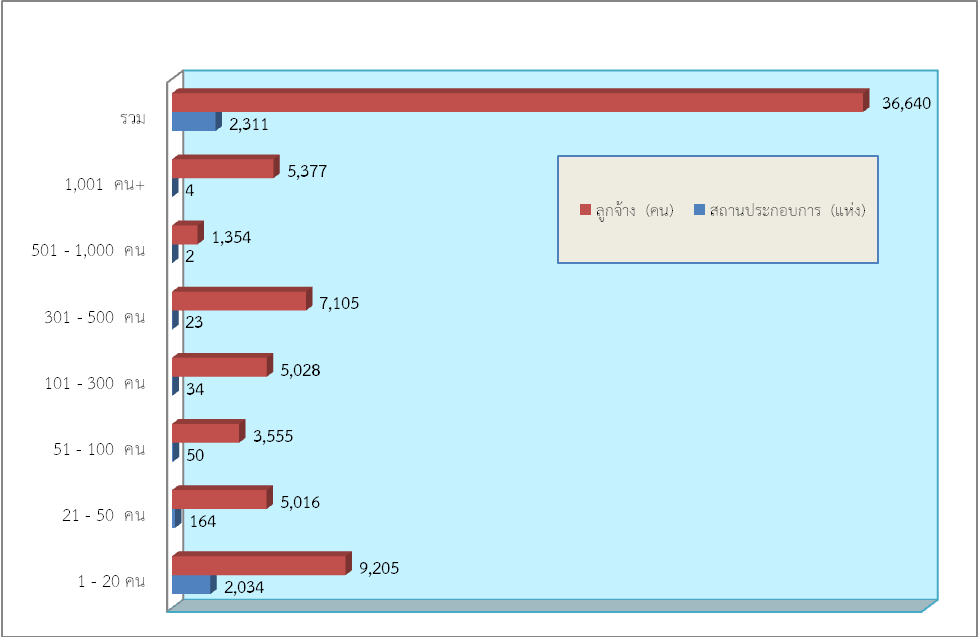 รวม
36,640
2,311
1,001 คน+
5,377
4
ลูกจ้าง (คน) สถานประกอบการ (แห่ง)
501 - 1,000 คน
1,354
2
301 - 500 คน
7,105
23
101 - 300 คน
5,028
34
51 - 100 คน
3,555
50
21 - 50 คน
5,016
164
1 - 20 คน
9,205
2,034